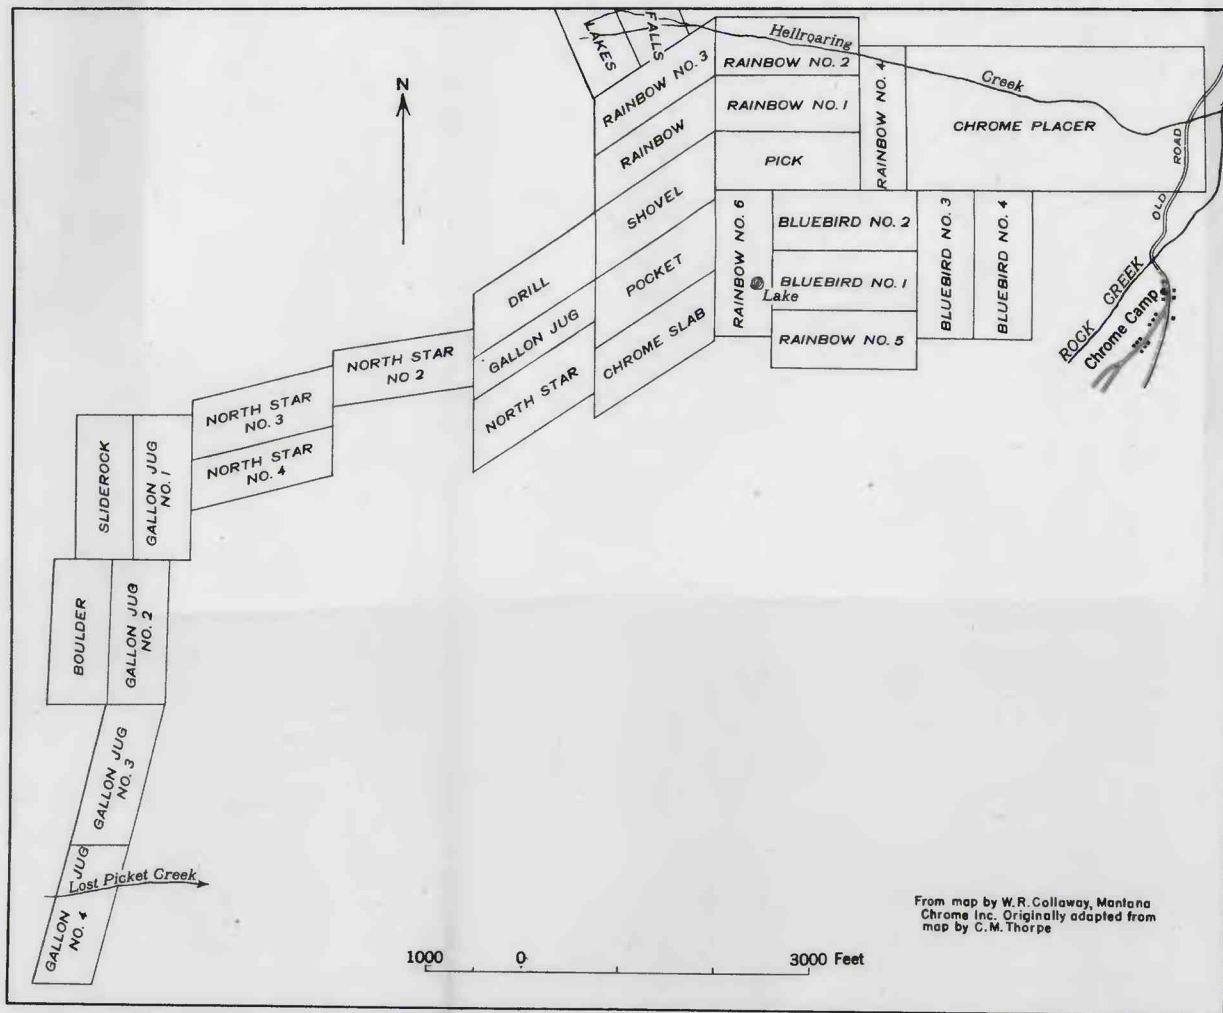 LAKES
FALLS
Hellroaring
Creek
RAINBOW NO. 3
RAINBOW NO. 2
RAINBOW NO. 4
RAINBOW NO. 1
CHROME PLACER
RAINBOW
PICK
OLD ROAD
N
SHOVEL
RAINBOW NO. 6
BLUEBIRD NO. 2
BLUEBIRD NO. 3
BLUEBIRD NO. 4
DRILL
POCKET
BLUEBIRD NO. 1
Lake
ROCK CREEK
Chrome Camp
GALLON JUG
CHROME SLAB
RAINBOW NO. 5
NORTH STAR
NO 2
NORTH STAR
NORTH STAR
NO. 3
NORTH STAR
NO. 4
SLIDEROCK
GALLON JUG
NO. 1
BOULDER
GALLON JUG
NO. 2
GALLON JUG
NO. 3
GALLON JUG
NO. 4
Lost Picket Creek
From map by W.R. Collaway, Mantana
Chrome Inc. Originally adapted from
map by C.M. Thorpe
1000 0 3000 Feet